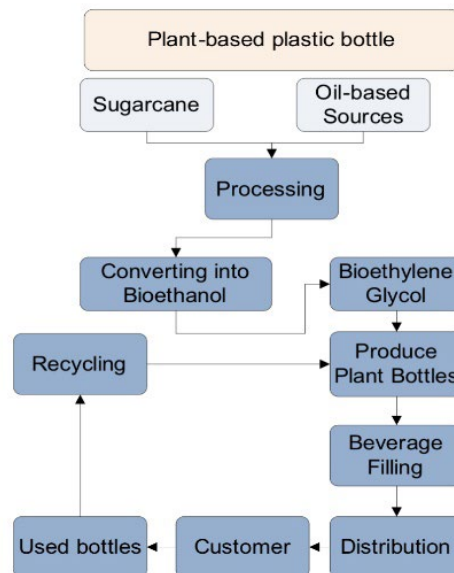 Plant-based plastic bottle
Sugarcane
Oil-based
Sources
Processing
Converting into
Bioethanol
Bioethylene
Glycol
Recycling
Produce
Plant Bottles
Beverage
Filling
Used bottles
Customer
Distribution